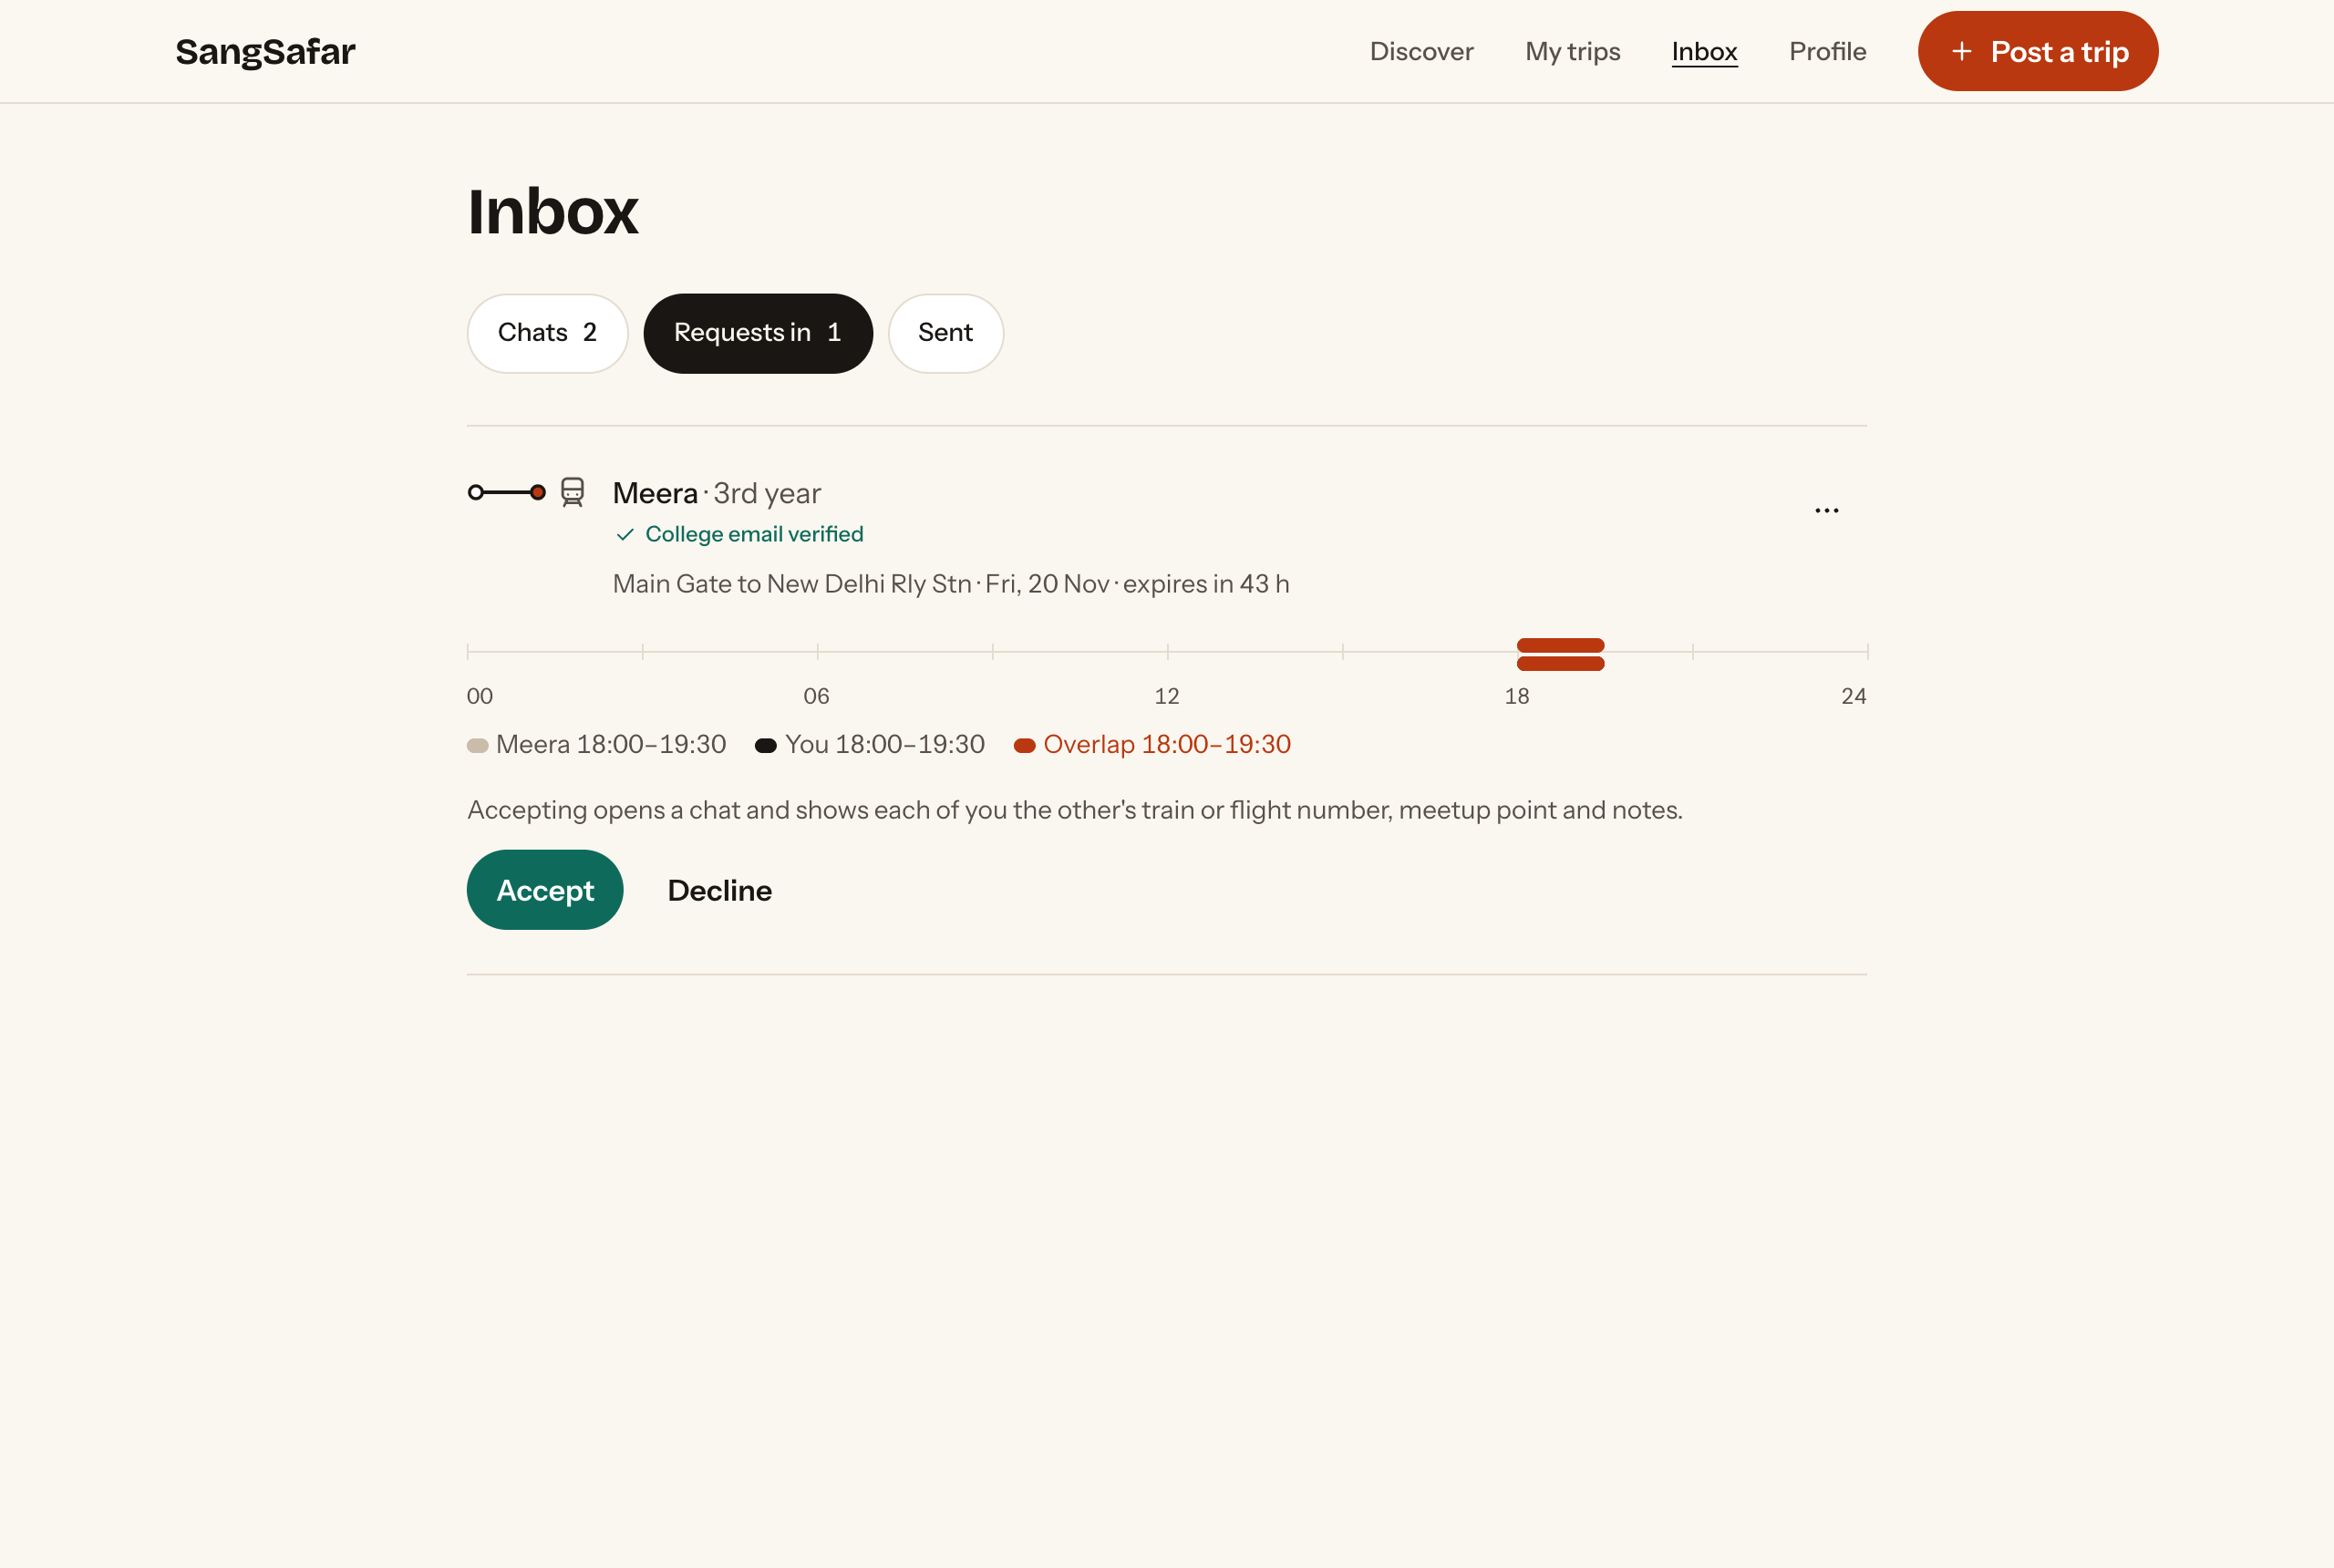 SangSafar
Discover My trips Inbox Profile + Post a trip
Inbox
Chats 2 Requests in 1 Sent
Meera · 3rd year
College email verified
Main Gate to New Delhi Rly Stn · Fri, 20 Nov · expires in 43 h
00 06 12 18 24
Meera 18:00–19:30 You 18:00–19:30 Overlap 18:00–19:30
Accepting opens a chat and shows each of you the other's train or flight number, meetup point and notes.
Accept Decline